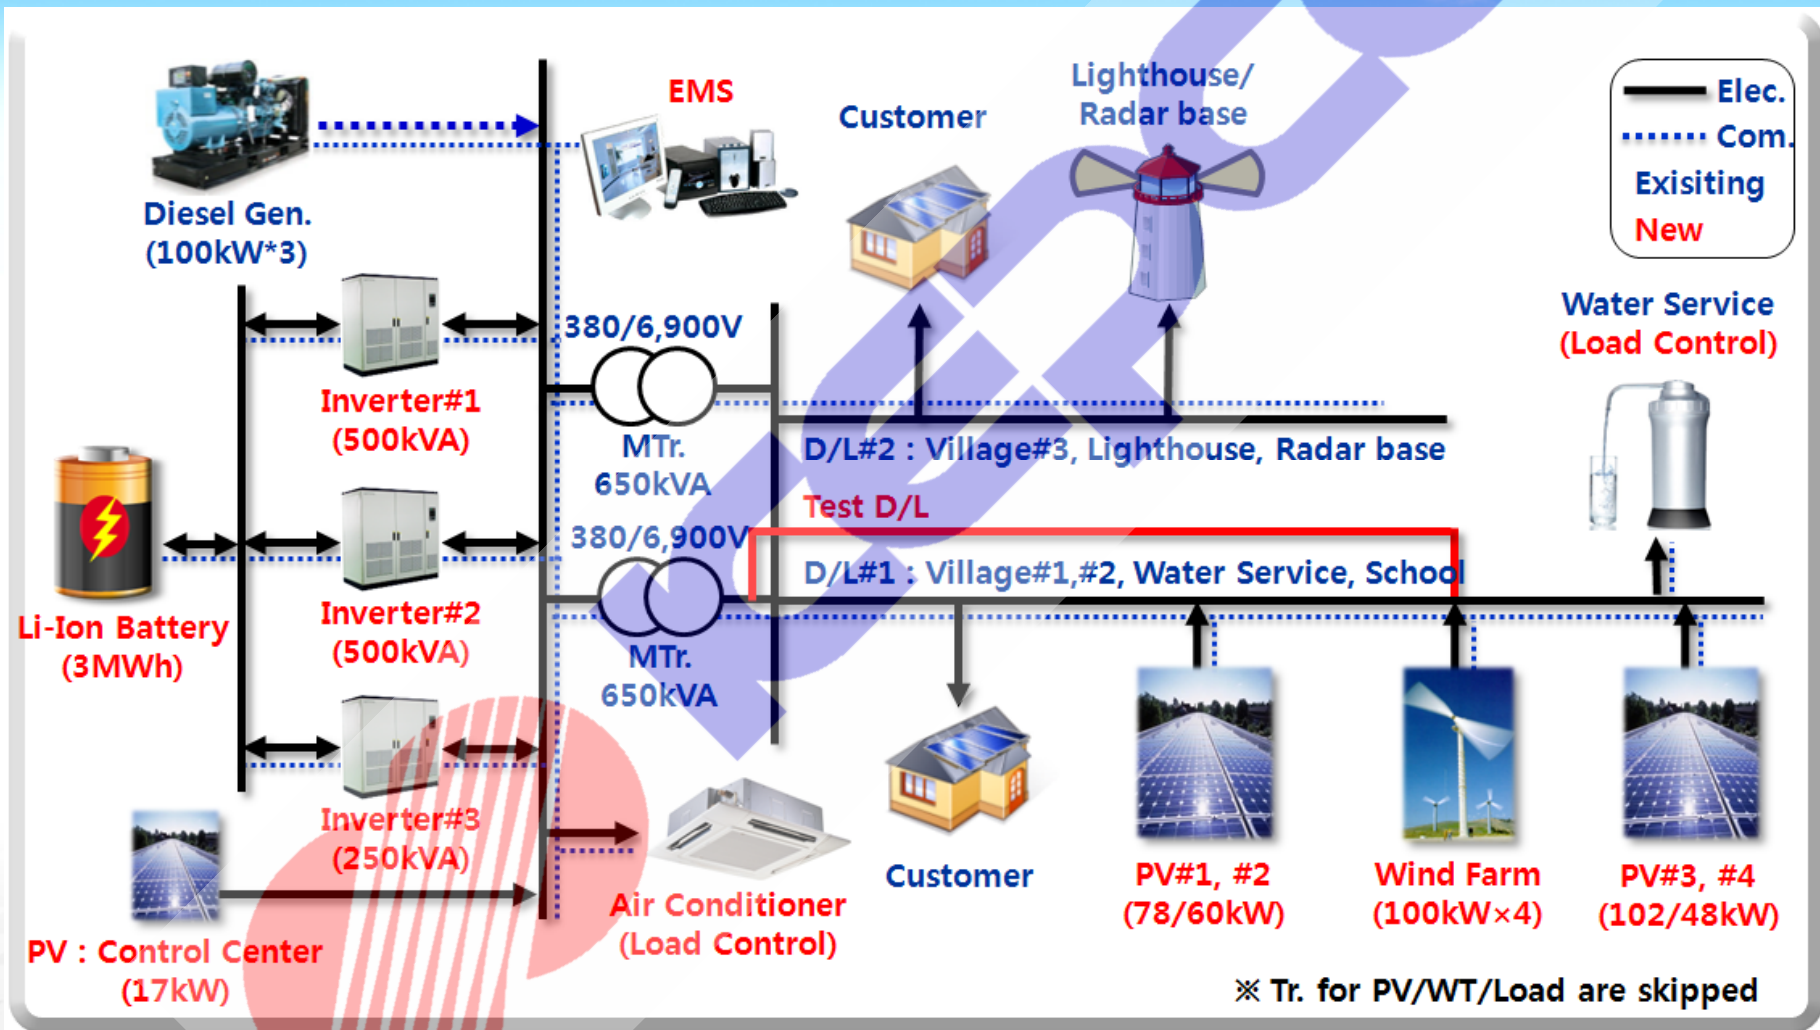 EMS
Customer
Lighthouse/
Radar base
Elec.
Com.
Exisiting
New
Diesel Gen.
(100kW*3)
380/6,900V
MTr.
650kVA
Water Service
(Load Control)
Inverter#1
(500kVA)
D/L#2 : Village#3, Lighthouse, Radar base
Test D/L
380/6,900V
D/L#1 : Village#1,#2, Water Service, School
Li-Ion Battery
(3MWh)
Inverter#2
(500kVA)
MTr.
650kVA
Inverter#3
(250kVA)
Customer
PV#1, #2
(78/60kW)
Wind Farm
(100kW×4)
PV#3, #4
(102/48kW)
Air Conditioner
(Load Control)
PV : Control Center
(17kW)
※ Tr. for PV/WT/Load are skipped